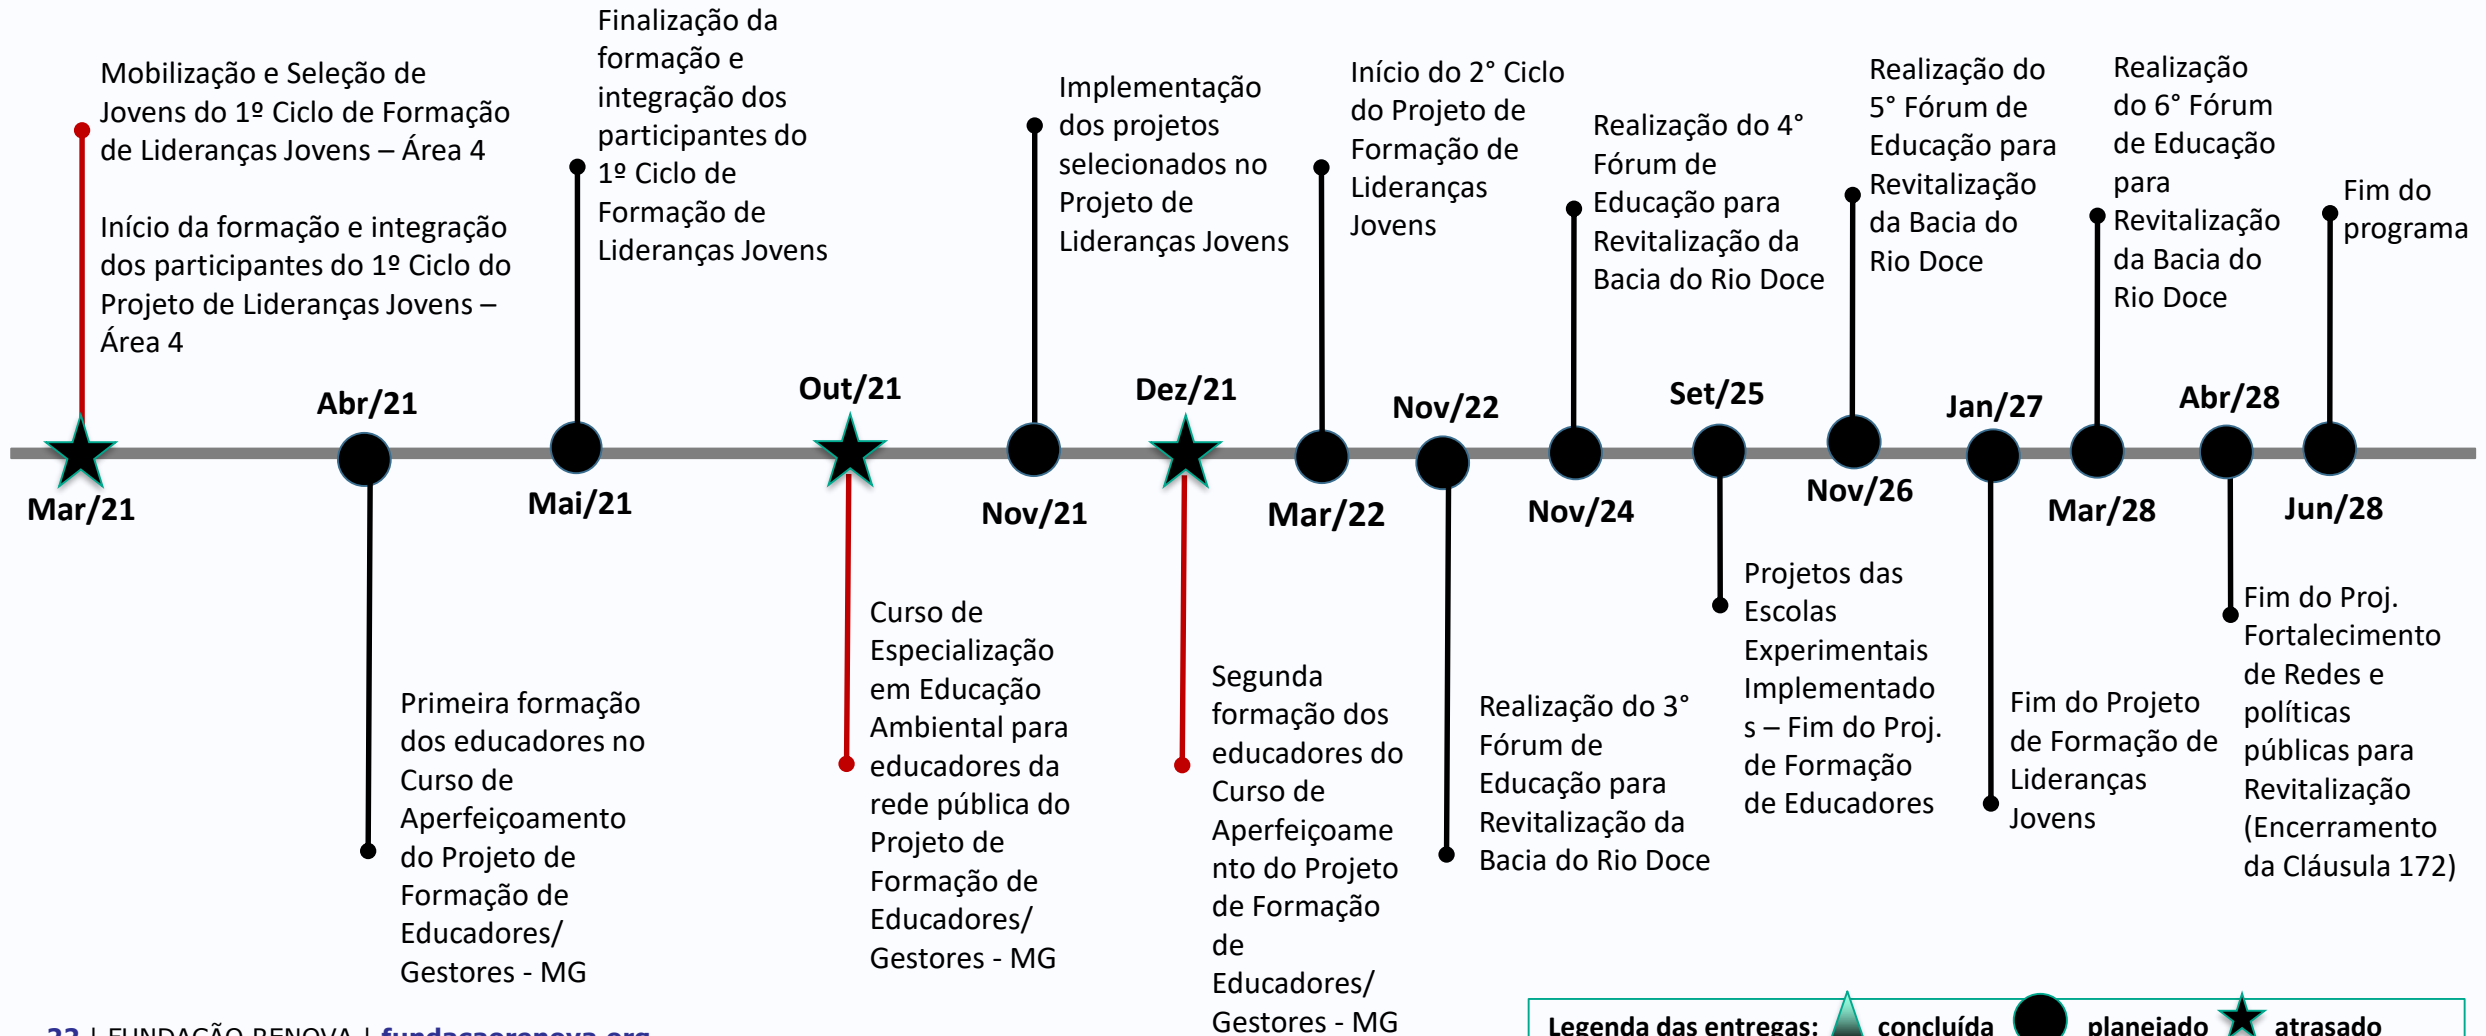 Mobilização e Seleção de
Jovens do 1º Ciclo de Formação
de Lideranças Jovens – Área 4
Início da formação e integração
dos participantes do 1º Ciclo do
Projeto de Lideranças Jovens –
Área 4
Mar/21
Abr/21
Primeira formação
dos educadores no
Curso de
Aperfeiçoamento
do Projeto de
Formação de
Educadores/
Gestores - MG
Finalização da
formação e
integração dos
participantes do
1º Ciclo de
Formação de
Lideranças Jovens
Mai/21
Out/21
Curso de
Especialização
em Educação
Ambiental para
educadores da
rede pública do
Projeto de
Formação de
Educadores/
Gestores - MG
Implementação
dos projetos
selecionados no
Projeto de
Lideranças Jovens
Nov/21
Dez/21
Segunda
formação dos
educadores do
Curso de
Aperfeiçoame
nto do Projeto
de Formação
de
Educadores/
Gestores - MG
Início do 2° Ciclo
do Projeto de
Formação de
Lideranças
Jovens
Mar/22
Nov/22
Realização do 3°
Fórum de
Educação para
Revitalização da
Bacia do Rio Doce
Realização do 4°
Fórum de
Educação para
Revitalização da
Bacia do Rio Doce
Nov/24
Set/25
Projetos das
Escolas
Experimentais
Implementado
s – Fim do Proj.
de Formação
de Educadores
Realização do
5° Fórum de
Educação para
Revitalização
da Bacia do
Rio Doce
Nov/26
Jan/27
Fim do Projeto
de Formação de
Lideranças
Jovens
Realização
do 6° Fórum
de Educação
para
Revitalização
da Bacia do
Rio Doce
Mar/28
Abr/28
Fim do Proj.
Fortalecimento
de Redes e
políticas
públicas para
Revitalização
(Encerramento
da Cláusula 172)
Fim do
programa
Jun/28
22 | FUNDAÇÃO RENOVA | fundacaorenova.org
Legenda das entregas: concluída planejado atrasado